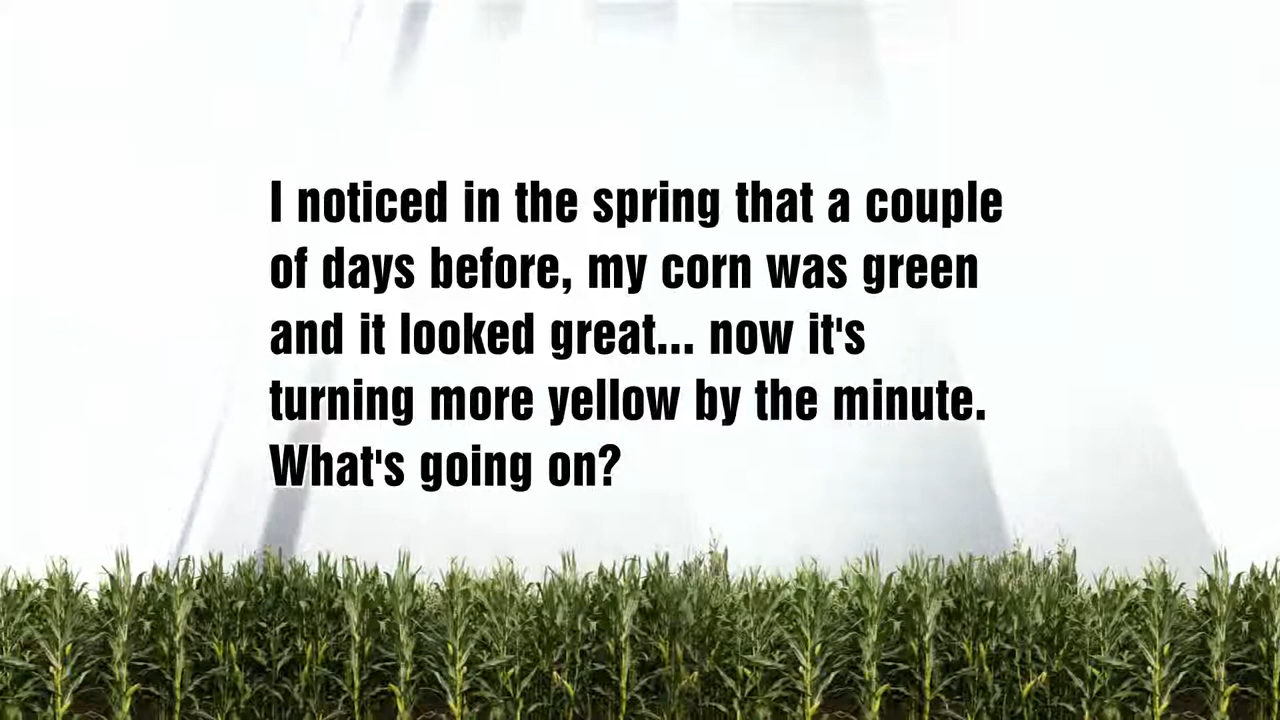 I noticed in the spring that a couple
of days before, my corn was green
and it looked great... now it's
turning more yellow by the minute.
What's going on?